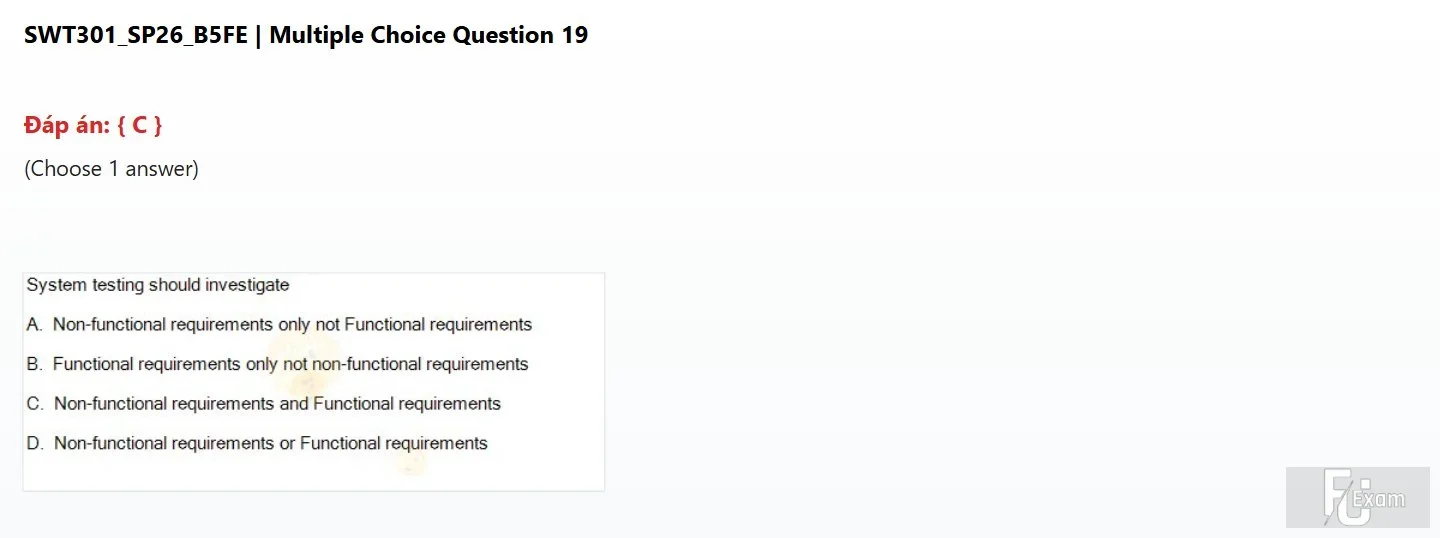 SWT301_SP26_B5FE | Multiple Choice Question 19
Đáp án: { C }
(Choose 1 answer)
System testing should investigate
A. Non-functional requirements only not Functional requirements
B. Functional requirements only not non-functional requirements
C. Non-functional requirements and Functional requirements
D. Non-functional requirements or Functional requirements
FU Exam